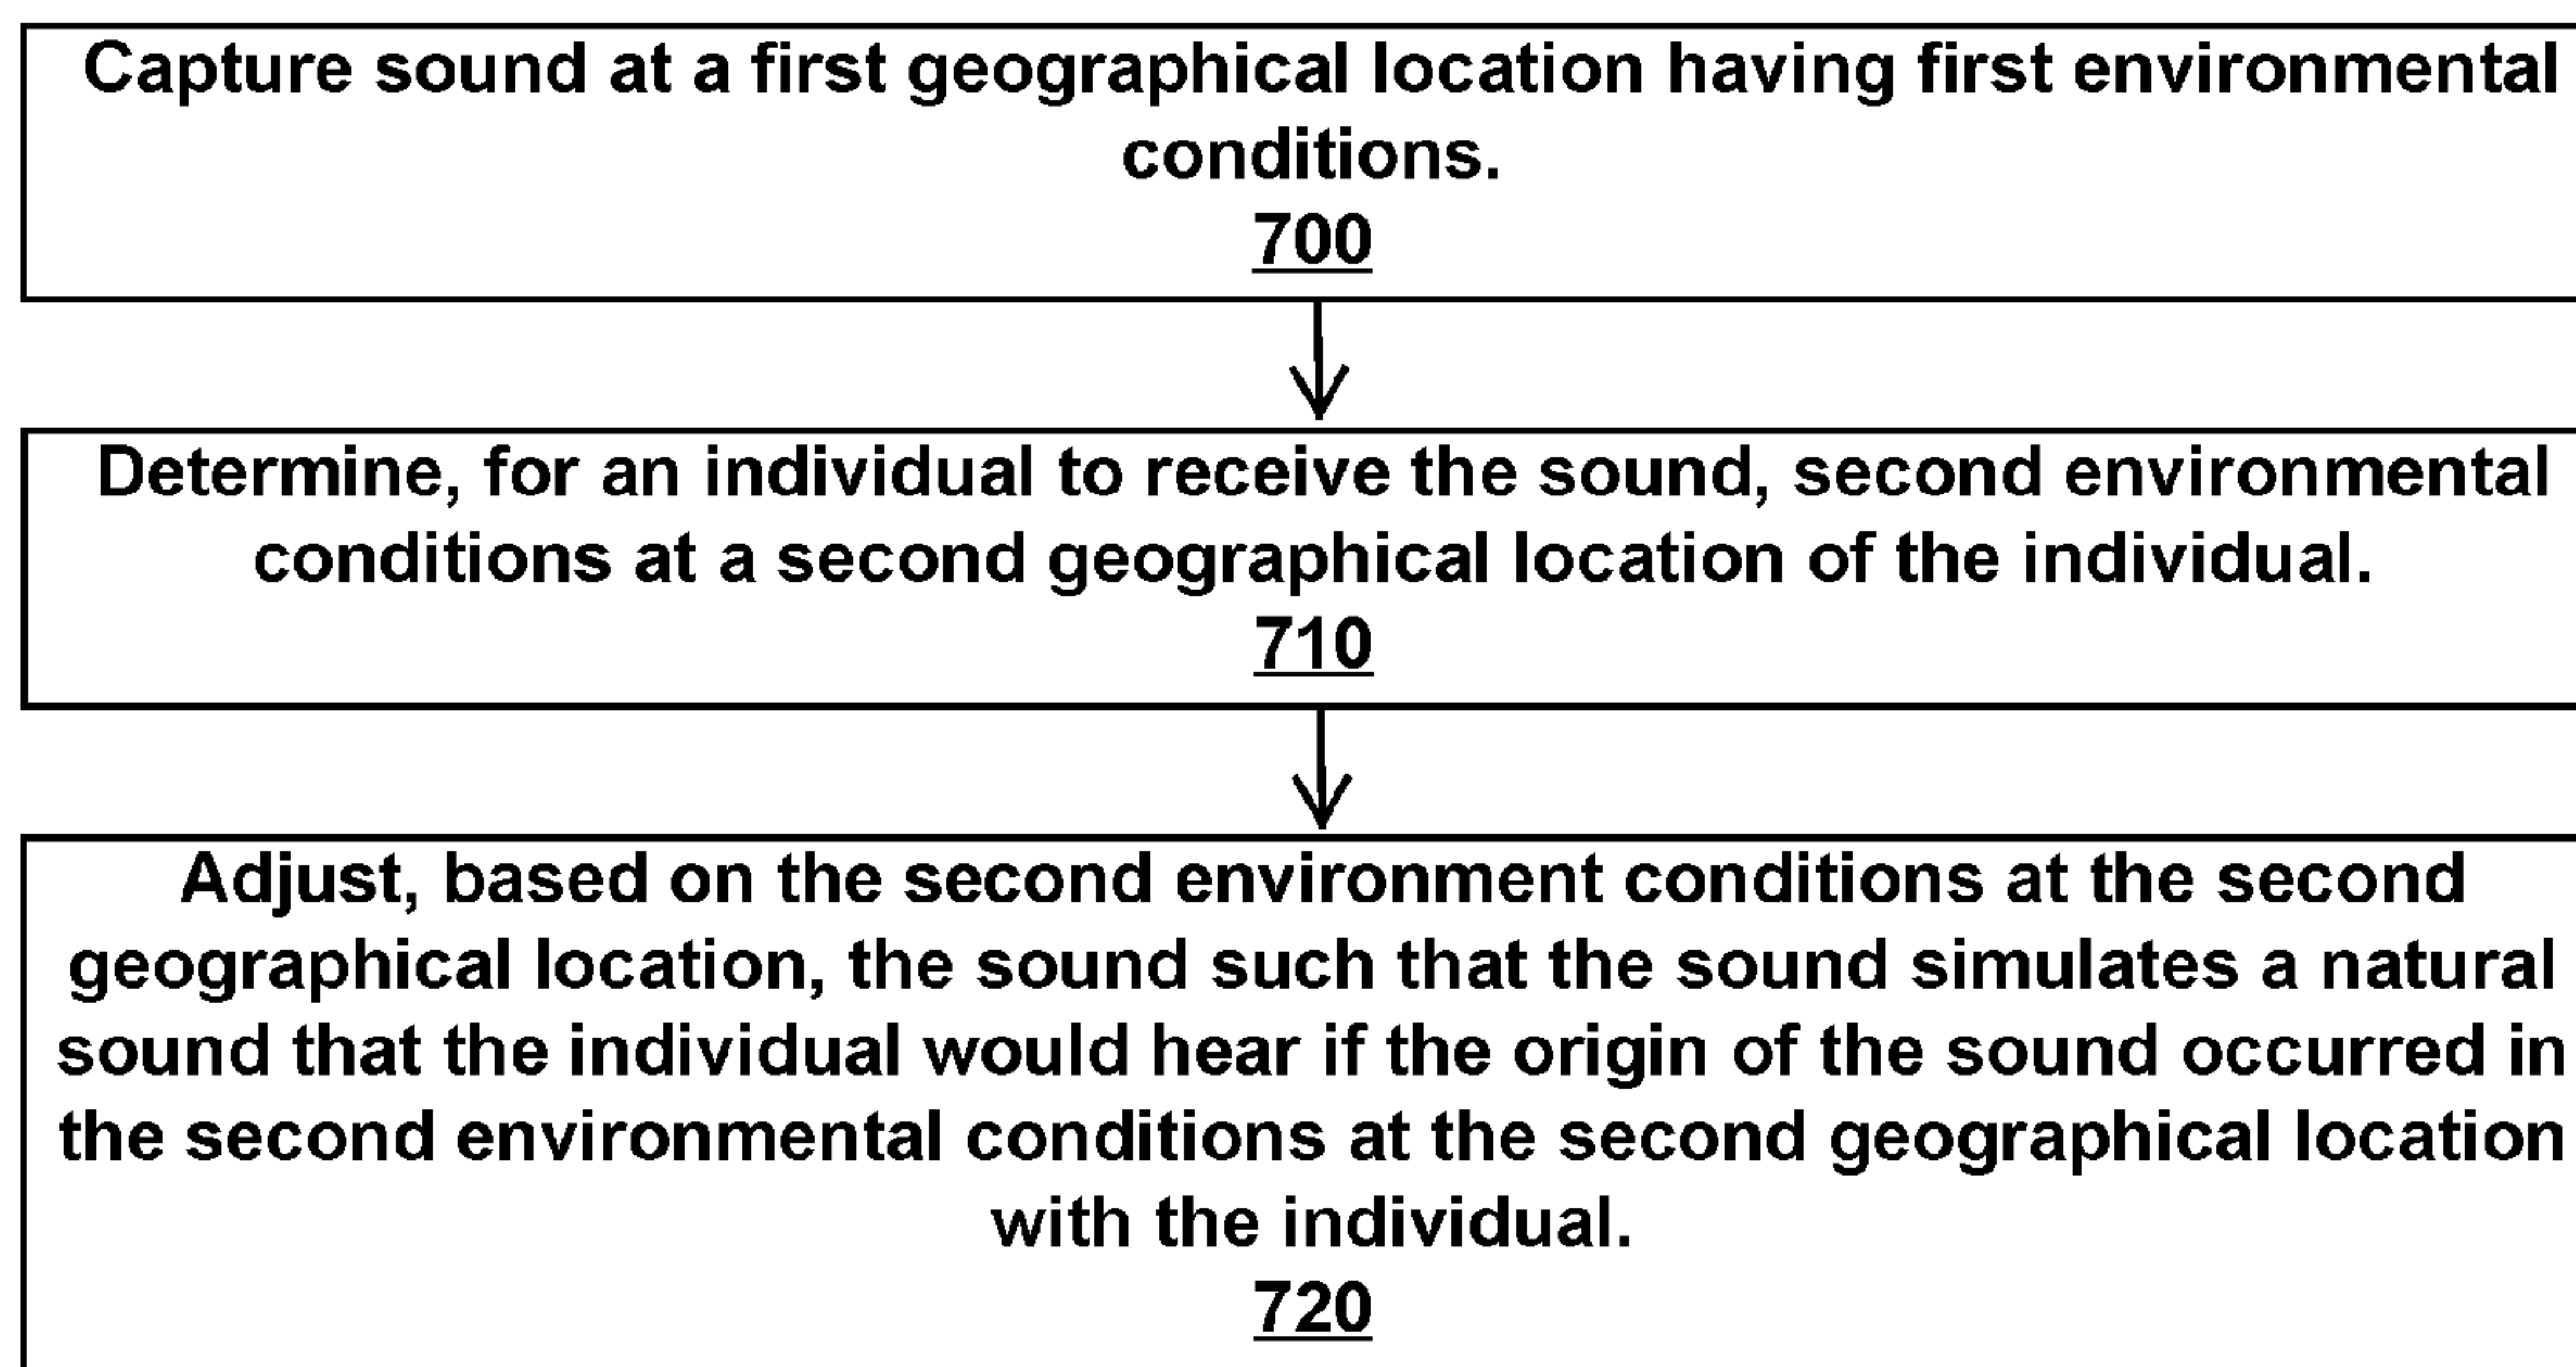 Capture sound at a first geographical location having first environmental
conditions.
700
Determine, for an individual to receive the sound, second environmental
conditions at a second geographical location of the individual.
710
Adjust, based on the second environment conditions at the second
geographical location, the sound such that the sound simulates a natural
sound that the individual would hear if the origin of the sound occurred in
the second environmental conditions at the second geographical location
with the individual.
720